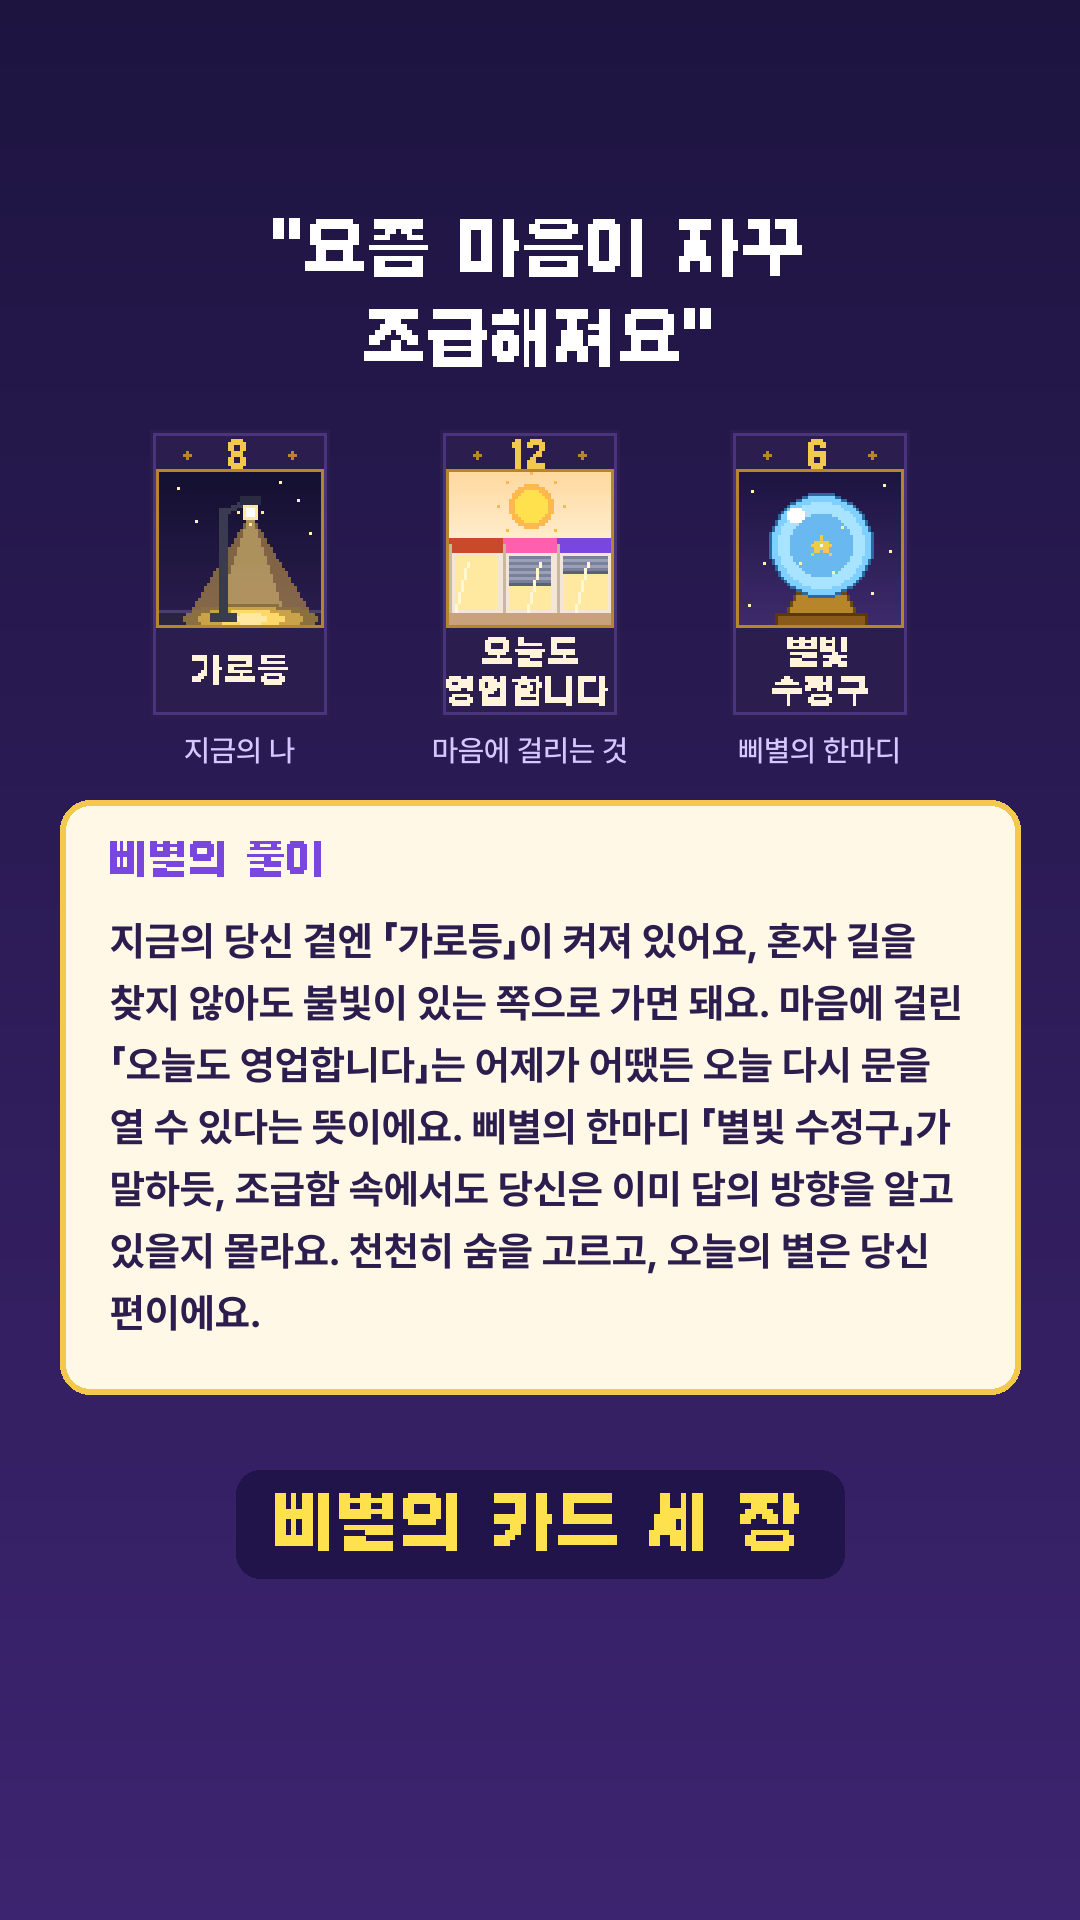 "요즘 마음이 자꾸
조급해져요"
8
12
6
가로등
오늘도
영업합니다
별빛
수정구
지금의 나
마음에 걸리는 것
삐별의 한마디
삐별의 풀이
지금의 당신 곁엔 「가로등」이 켜져 있어요, 혼자 길을
찾지 않아도 불빛이 있는 쪽으로 가면 돼요. 마음에 걸린
「오늘도 영업합니다」는 어제가 어땠든 오늘 다시 문을
열 수 있다는 뜻이에요. 삐별의 한마디 「별빛 수정구」가
말하듯, 조급함 속에서도 당신은 이미 답의 방향을 알고
있을지 몰라요. 천천히 숨을 고르고, 오늘의 별은 당신
편이에요.
삐별의 카드 세 장